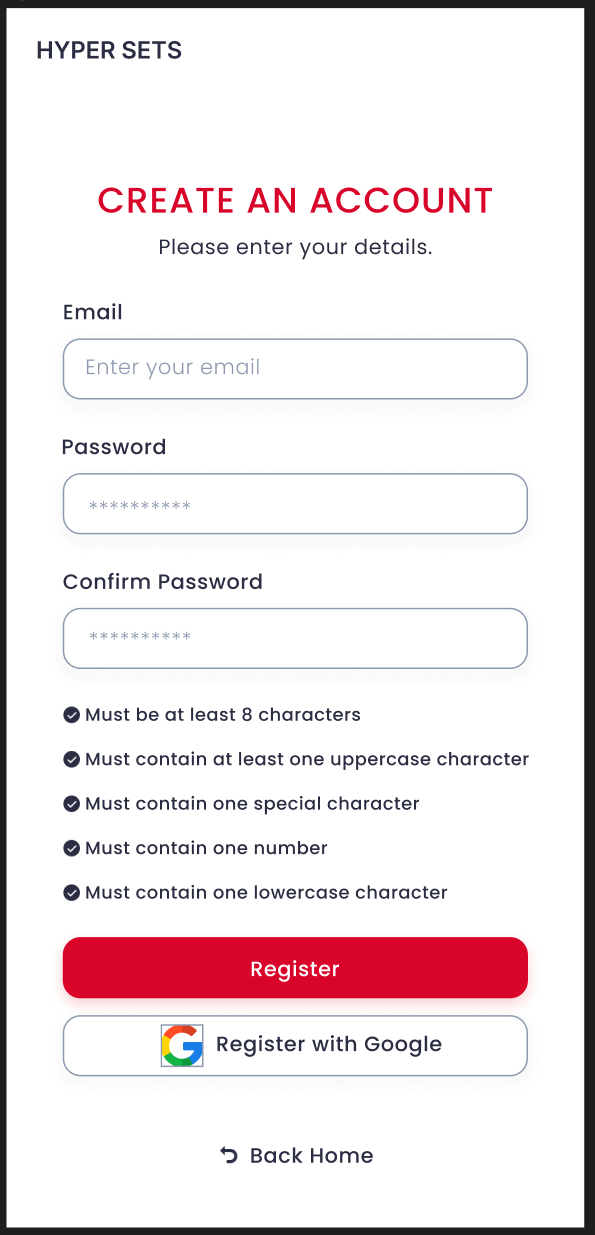 HYPER SETS
CREATE AN ACCOUNT
Please enter your details.
Email
Enter your email
Password
**********
Confirm Password
**********
Must be at least 8 characters
Must contain at least one uppercase character
Must contain one special character
Must contain one number
Must contain one lowercase character
Register
Register with Google
Back Home